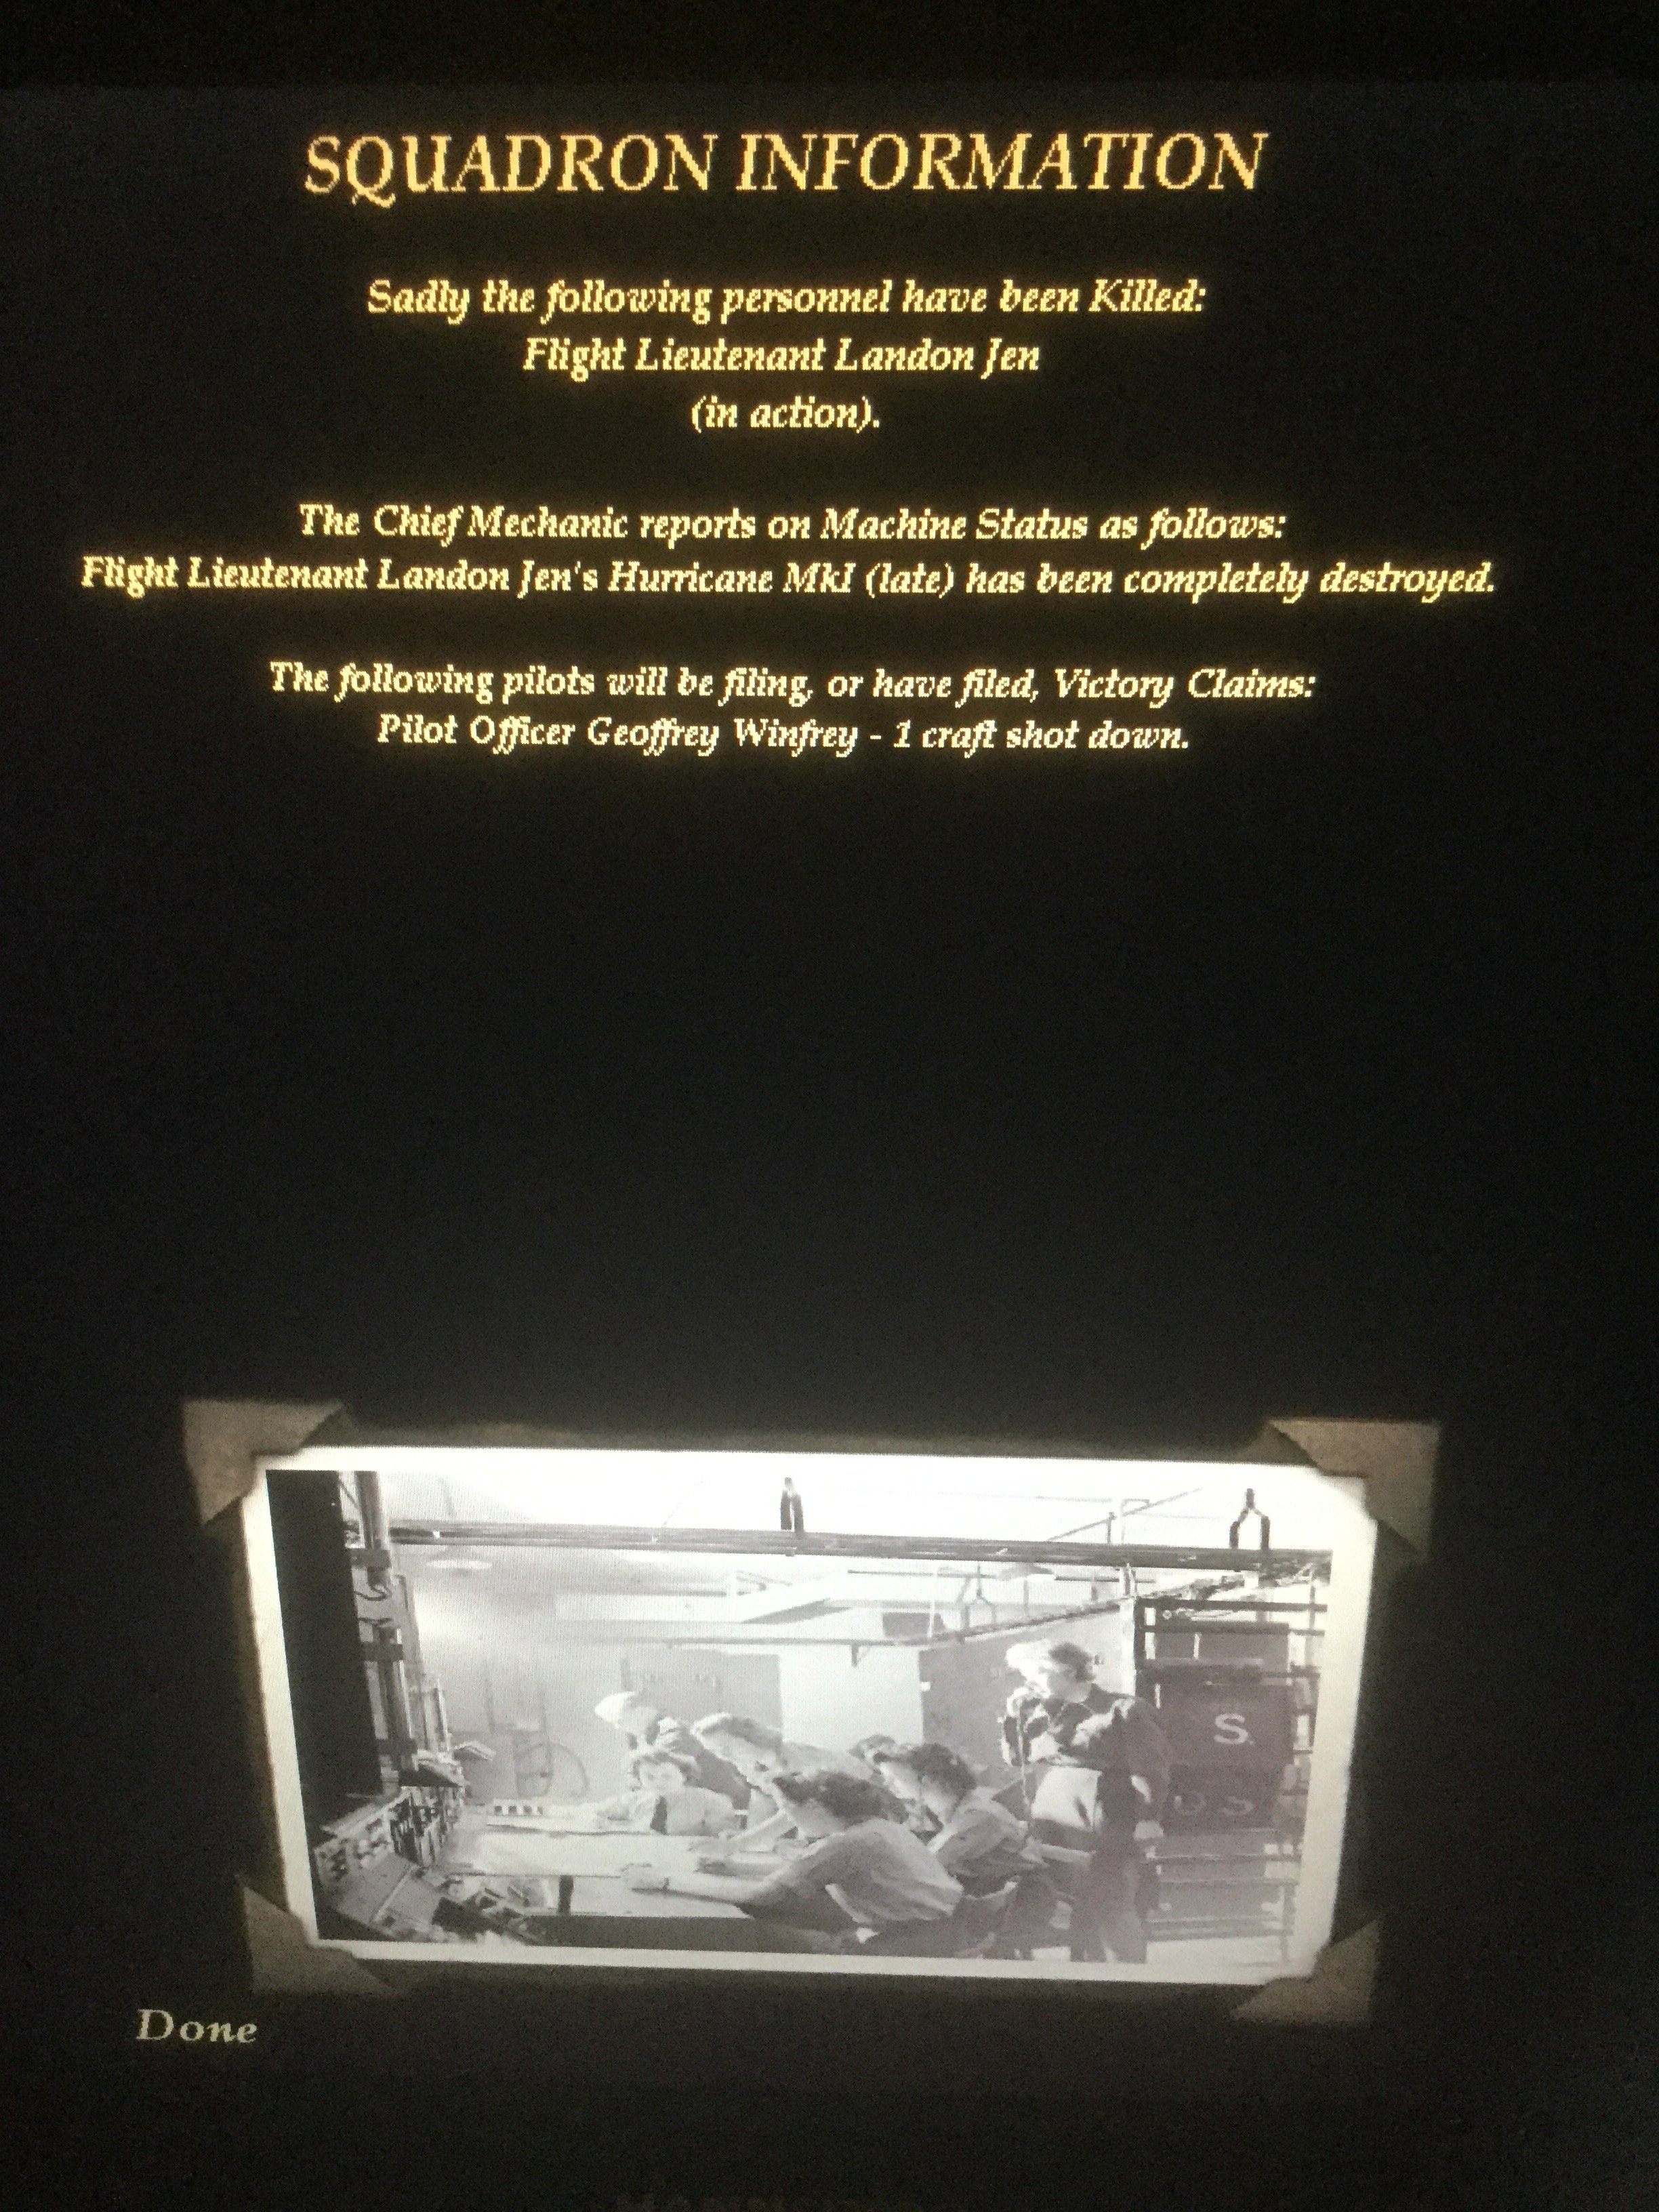 SQUADRON INFORMATION
Sadly the following personnel have been Killed:
Flight Lieutenant Landon Jen
(in action).
The Chief Mechanic reports on Machine Status as follows:
Flight Lieutenant Landon Jen's Hurricane MkI (late) has been completely destroyed.
The following pilots will be filing, or have filed, Victory Claims:
Pilot Officer Geoffrey Winfrey - 1 craft shot down.
S
D S
Done